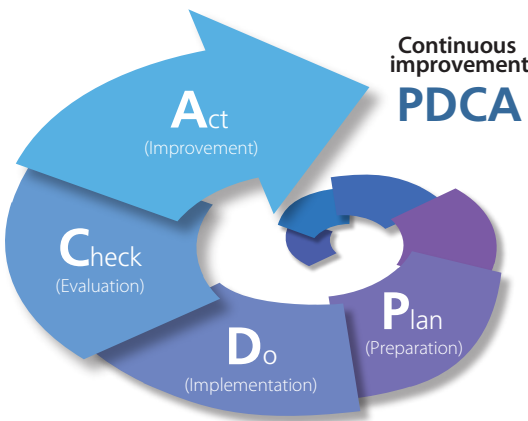 Continuous
improvement
PDCA
Act
(Improvement)
Check
(Evaluation)
Do
(Implementation)
Plan
(Preparation)